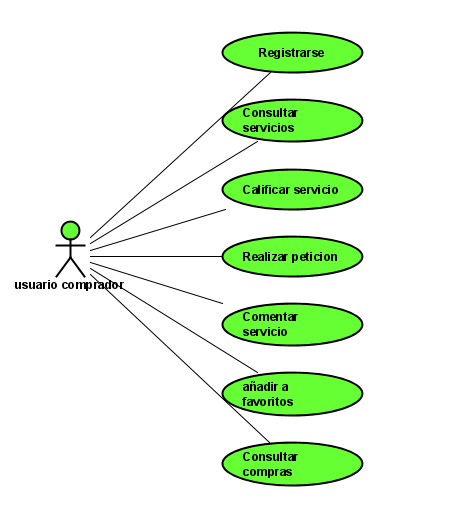 Registrarse
Consultar
servicios
Calificar servicio
Realizar peticion
usuario comprador
Comentar
servicio
añadir a
favoritos
Consultar
compras